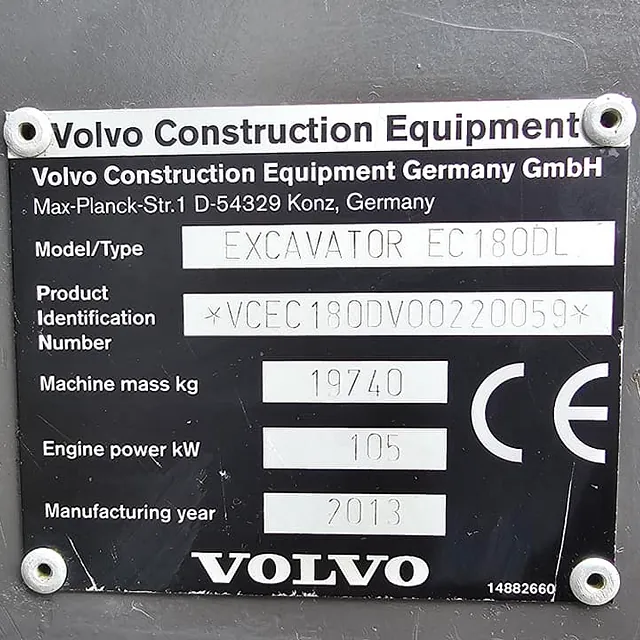 Volvo Construction Equipment
Volvo Construction Equipment Germany GmbH
Max-Planck-Str.1 D-54329 Konz, Germany
Model/Type EXCAVATOR EC180DL
Product Identification Number *VCEC180DV00220059*
Machine mass kg 19740
Engine power kW 105
Manufacturing year 2013
CE
VOLVO
14882660